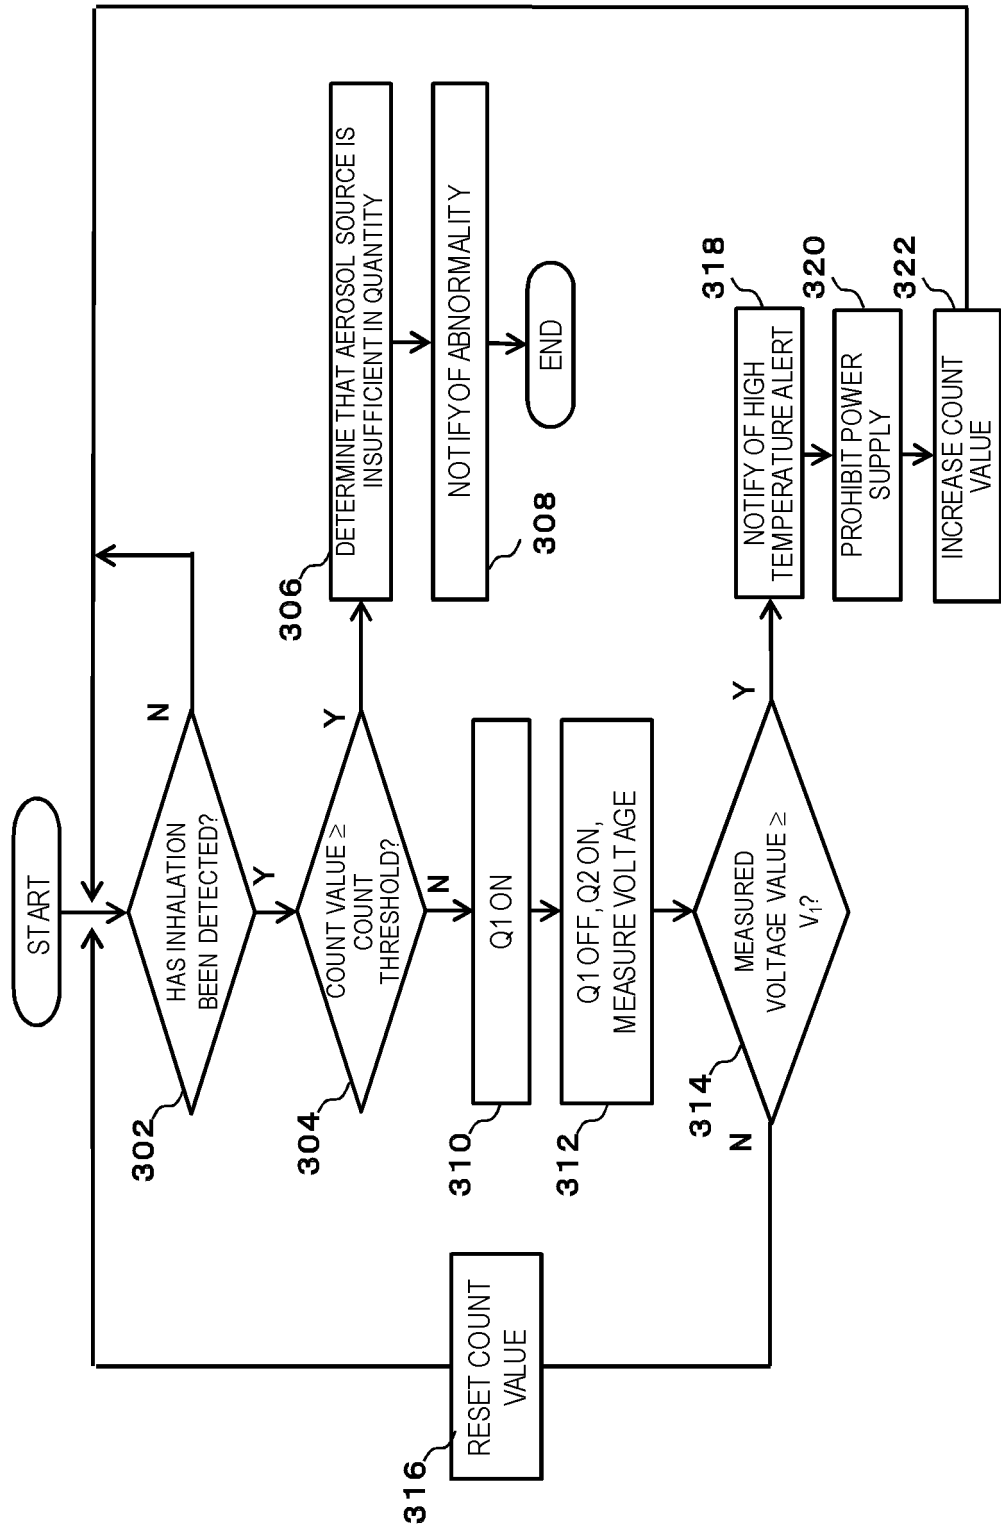 START
HAS INHALATION
BEEN DETECTED?
302
N
Y
COUNT VALUE ≥
COUNT
THRESHOLD?
304
Y
N
306
DETERMINE THAT AEROSOL SOURCE IS
INSUFFICIENT IN QUANTITY
NOTIFY OF ABNORMALITY
308
END
Q1 ON
310
Q1 OFF, Q2 ON,
MEASURE VOLTAGE
312
MEASURED
VOLTAGE VALUE ≥
V₁?
314
N
Y
RESET COUNT
VALUE
316
NOTIFY OF HIGH
TEMPERATURE ALERT
318
PROHIBIT POWER
SUPPLY
320
INCREASE COUNT
VALUE
322